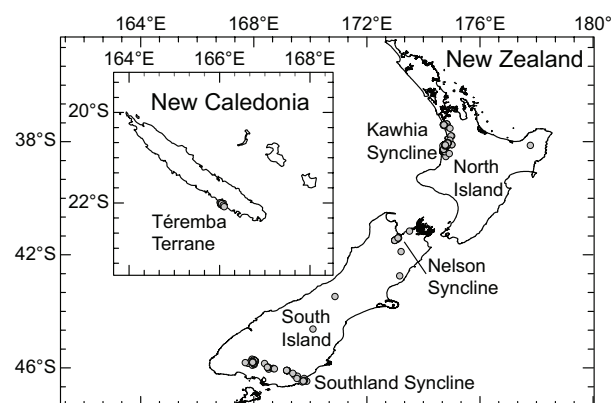 164°E 168°E 172°E 176°E 180°
New Zealand
164°E 166°E 168°E
New Caledonia
20°S
22°S
Téremba
Terrane
38°S
42°S
46°S
Kawhia
Syncline
North
Island
Nelson
Syncline
South
Island
Southland Syncline